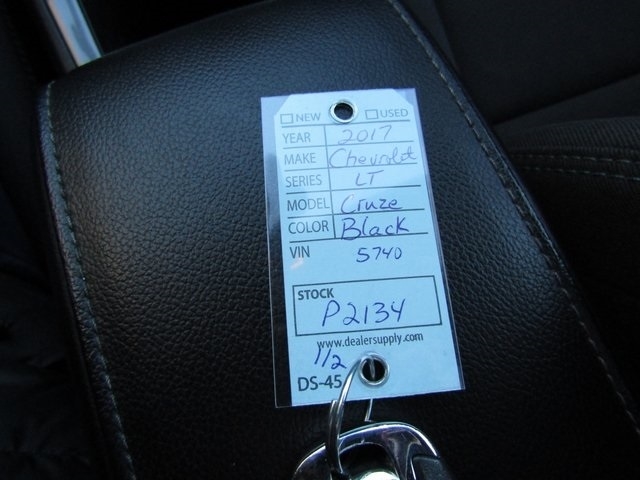 NEW USED
YEAR 2017
MAKE Chevrolet
SERIES LT
MODEL Cruze
COLOR Black
VIN 5740
STOCK
P2134
www.dealersupply.com
1/2
DS-45